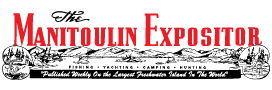 The
MANITOULIN EXPOSITOR
FISHING • YACHTING • CAMPING • HUNTING
"Published Weekly On the Largest Freshwater Island In The World"